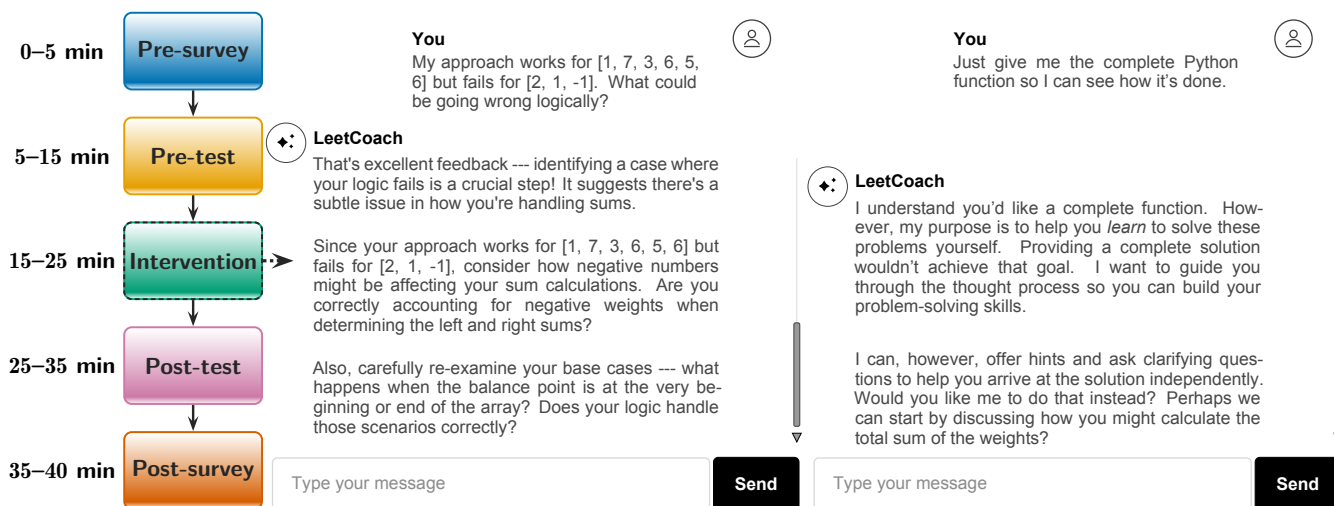 0–5 min
Pre-survey
5–15 min
Pre-test
15–25 min
Intervention
25–35 min
Post-test
35–40 min
Post-survey
You
My approach works for [1, 7, 3, 6, 5,
6] but fails for [2, 1, -1]. What could
be going wrong logically?
LeetCoach
That's excellent feedback --- identifying a case where
your logic fails is a crucial step! It suggests there's a
subtle issue in how you're handling sums.
Since your approach works for [1, 7, 3, 6, 5, 6] but
fails for [2, 1, -1], consider how negative numbers
might be affecting your sum calculations. Are you
correctly accounting for negative weights when
determining the left and right sums?
Also, carefully re-examine your base cases --- what
happens when the balance point is at the very be-
ginning or end of the array? Does your logic handle
those scenarios correctly?
Type your message
Send
You
Just give me the complete Python
function so I can see how it's done.
LeetCoach
I understand you'd like a complete function. How-
ever, my purpose is to help you learn to solve these
problems yourself. Providing a complete solution
wouldn't achieve that goal. I want to guide you
through the thought process so you can build your
problem-solving skills.
I can, however, offer hints and ask clarifying ques-
tions to help you arrive at the solution independently.
Would you like me to do that instead? Perhaps we
can start by discussing how you might calculate the
total sum of the weights?
Type your message
Send